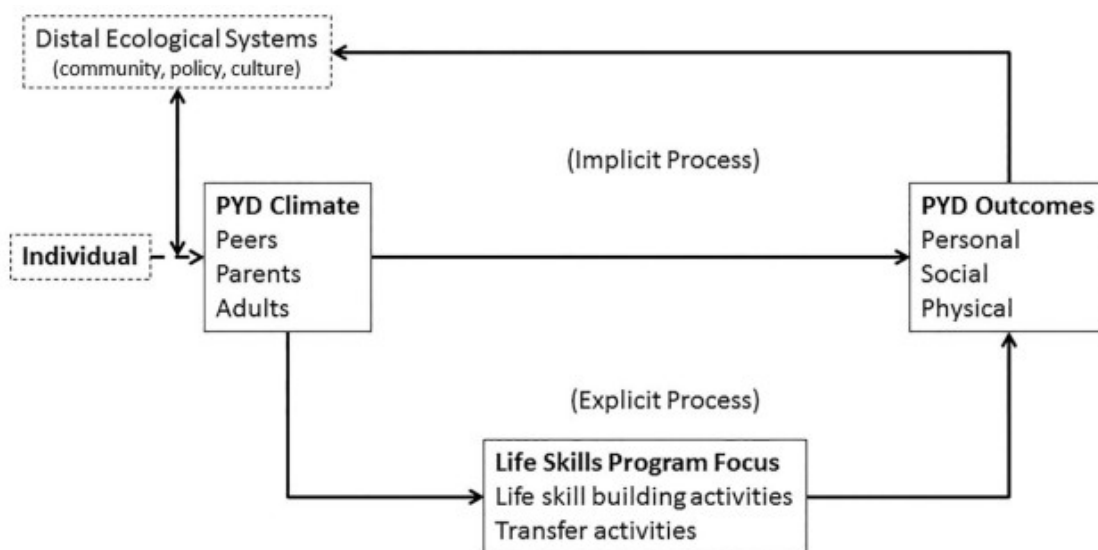 Distal Ecological Systems
(community, policy, culture)
(Implicit Process)
Individual
PYD Climate
Peers
Parents
Adults
PYD Outcomes
Personal
Social
Physical
(Explicit Process)
Life Skills Program Focus
Life skill building activities
Transfer activities